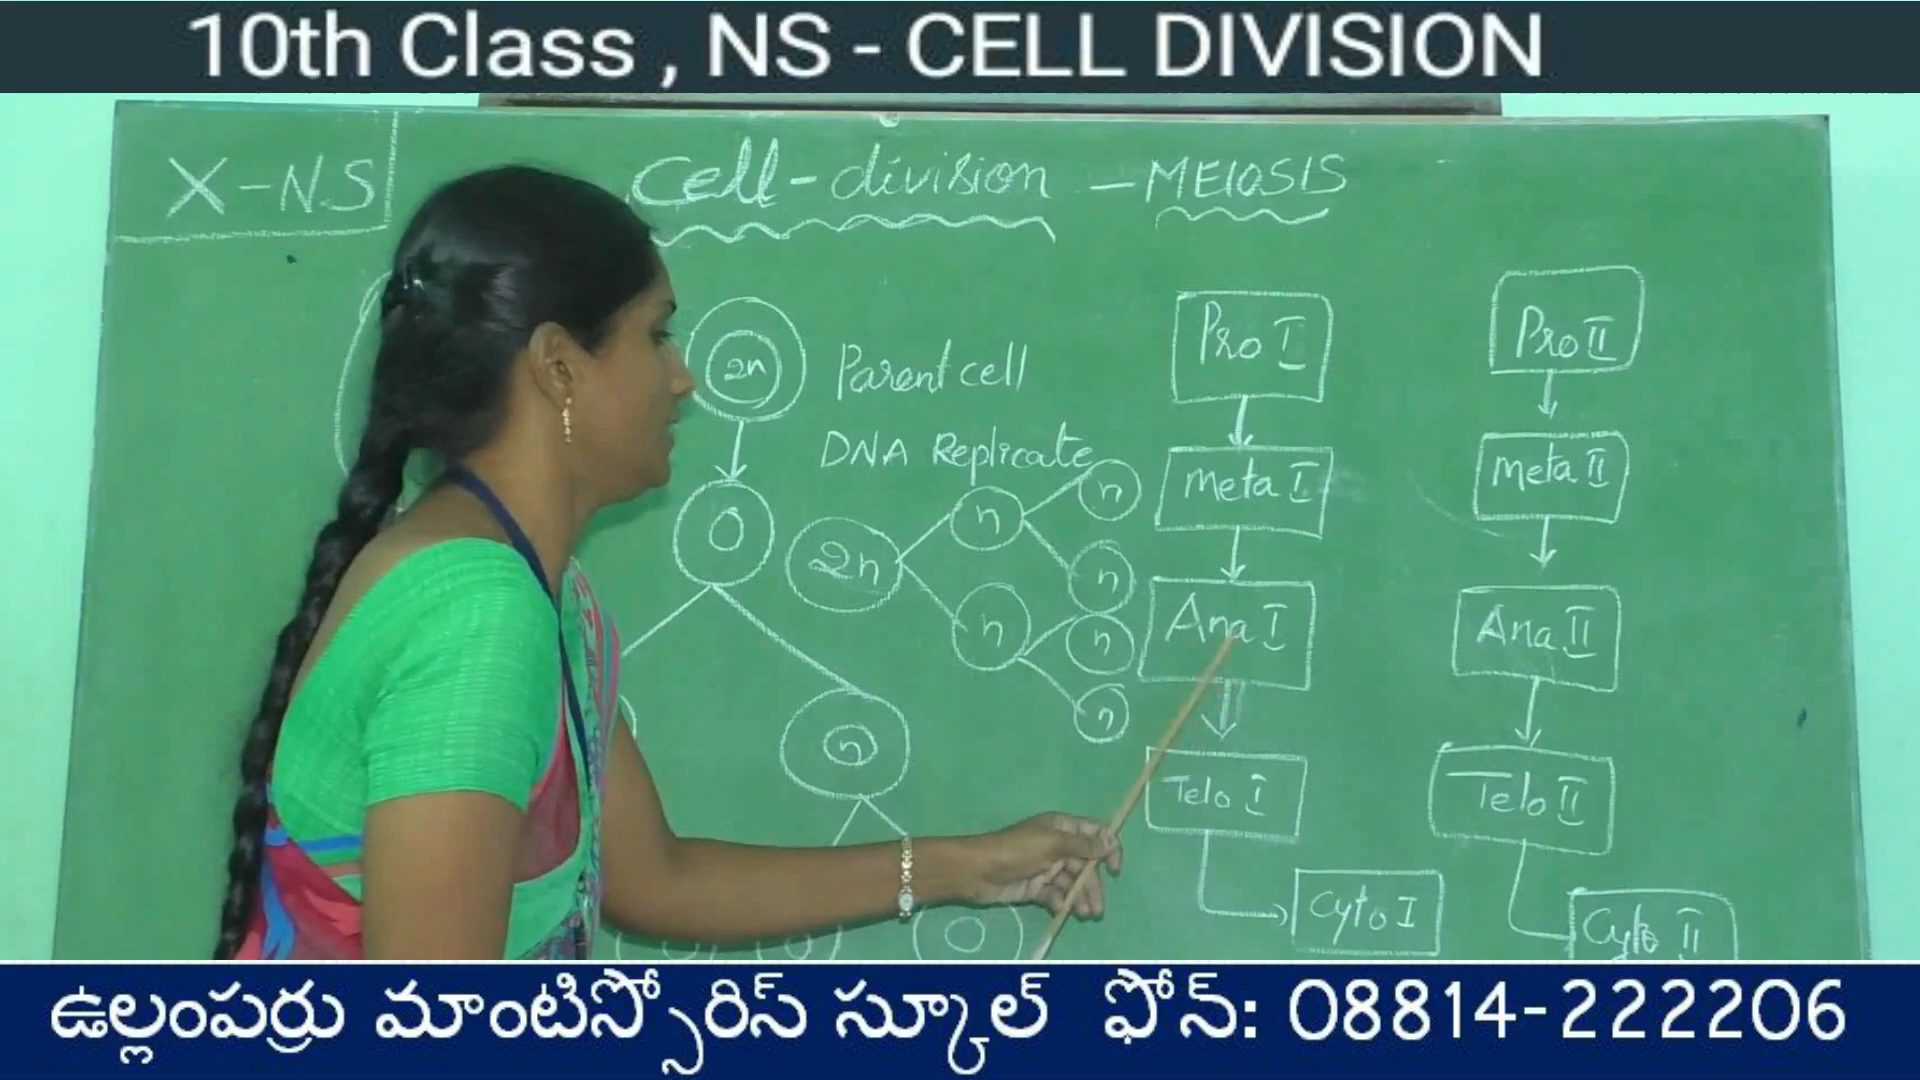 10th Class , NS - CELL DIVISION
X-N.S
Cell-division - MEIOSIS
2n
Parent cell
DNA Replicate
n
n
2n
n
n
n
n
n
n
Pro I
Meta I
Ana I
Telo I
Cyto I
Pro II
Meta II
Ana II
Telo II
Cyto II
ఉల్లంపర్రు మాంటిస్సోరిస్ స్కూల్ ఫోన్: 08814-222206